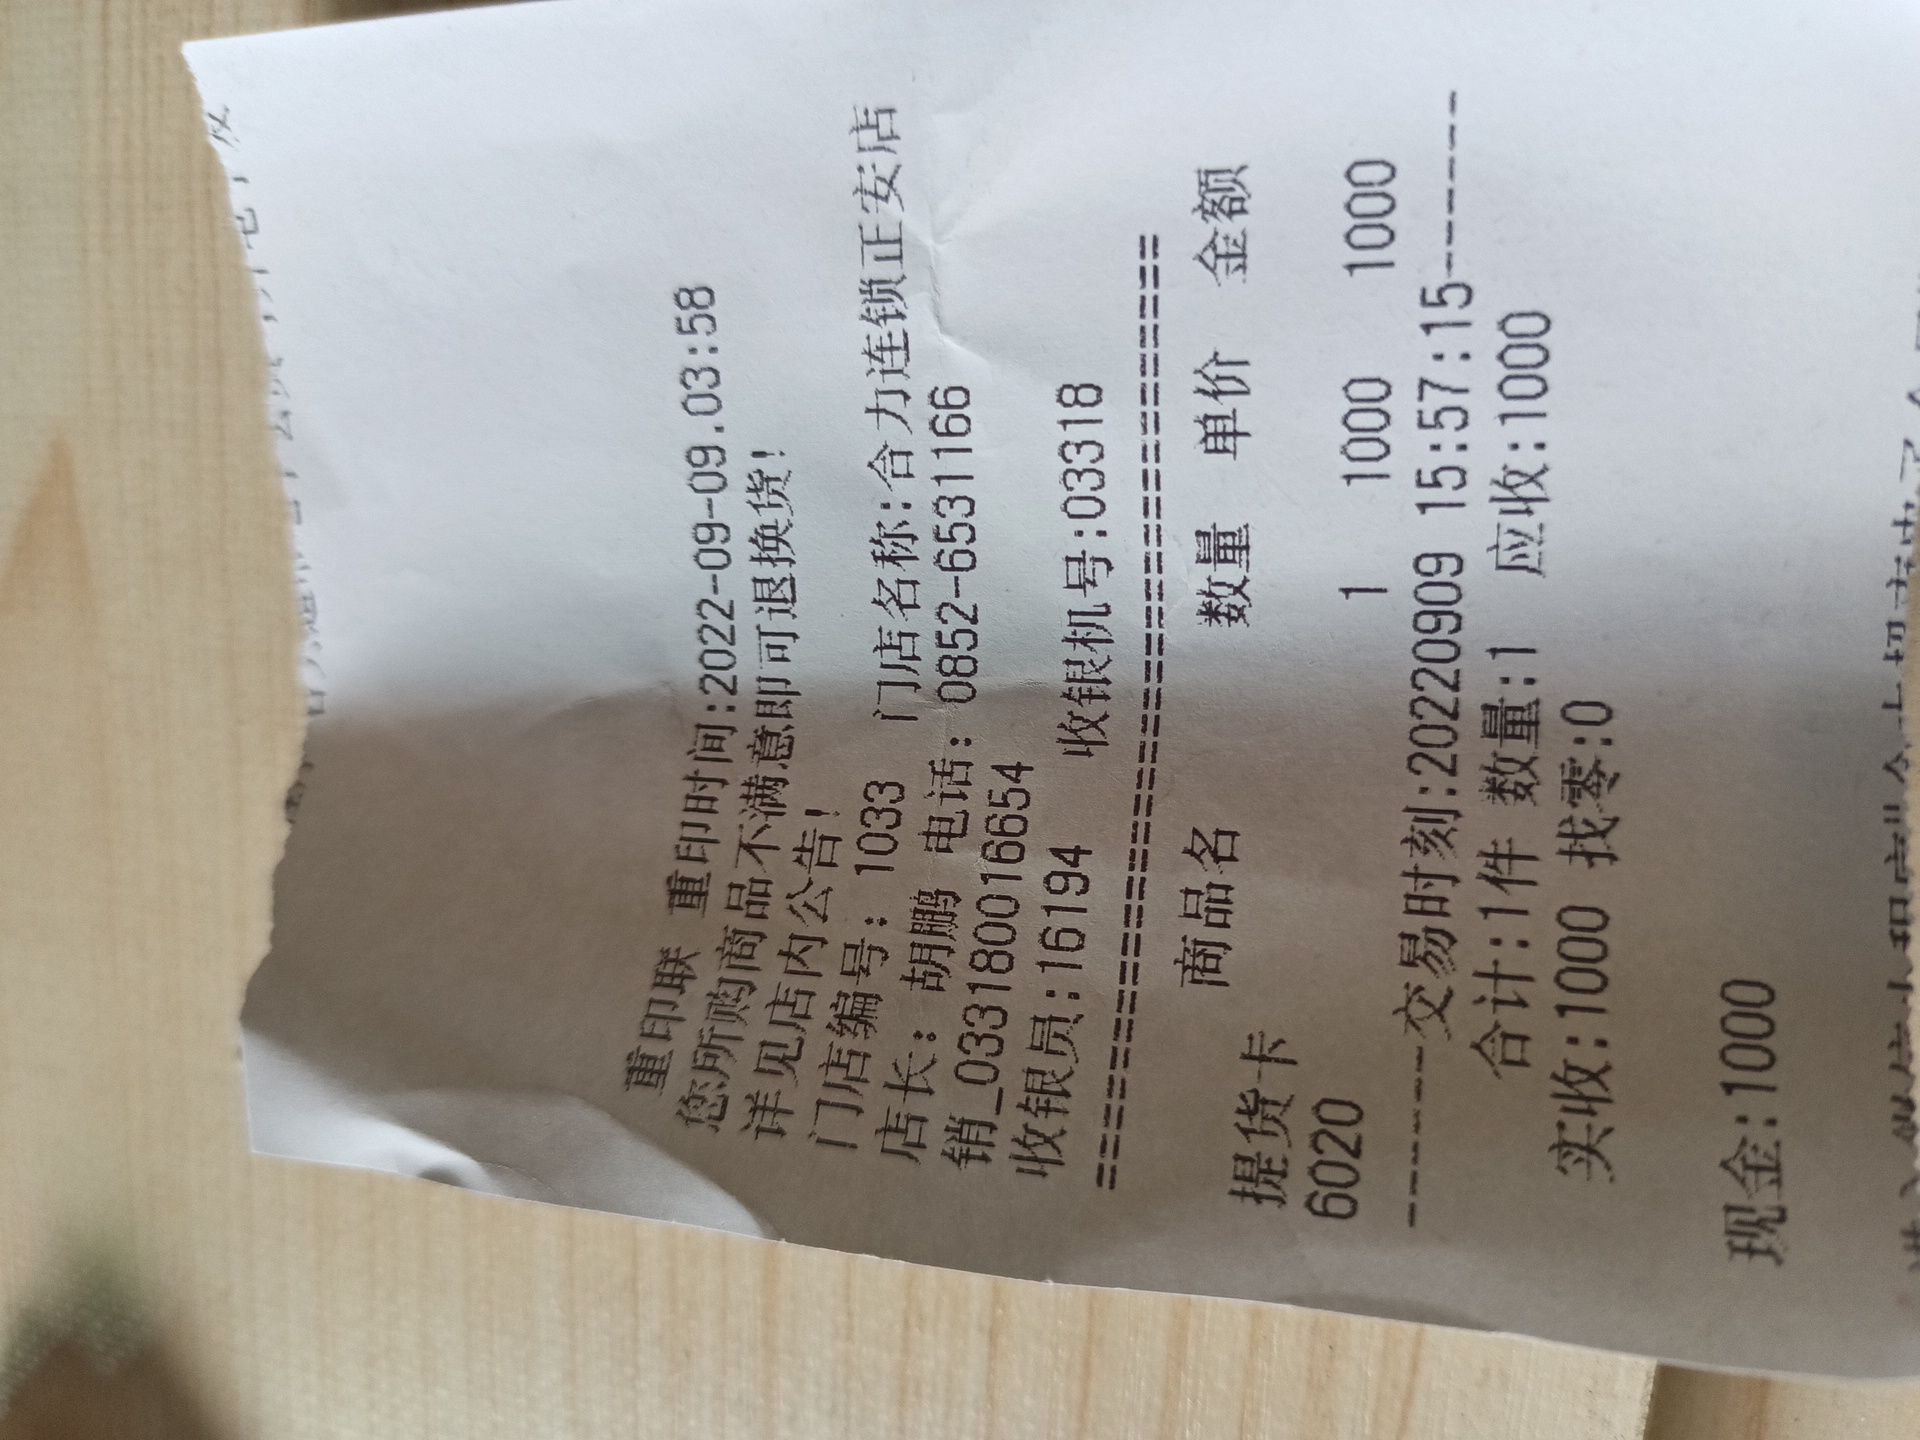 重印联 重印时间:2022-09-09.03:58
您所购商品不满意即可退换货!
详见店内公告!
门店编号: 1033 门店名称:合力连锁正安店
店长: 胡鹏 电话: 0852-6531166
销_033180016654
收银员:16194 收银机号:03318
================================
商品名 数量 单价 金额
提货卡
6020 1 1000 1000
------交易时刻:20220909 15:57:15------
合计:1件 数量:1 应收:1000
实收:1000 找零:0
现金:1000